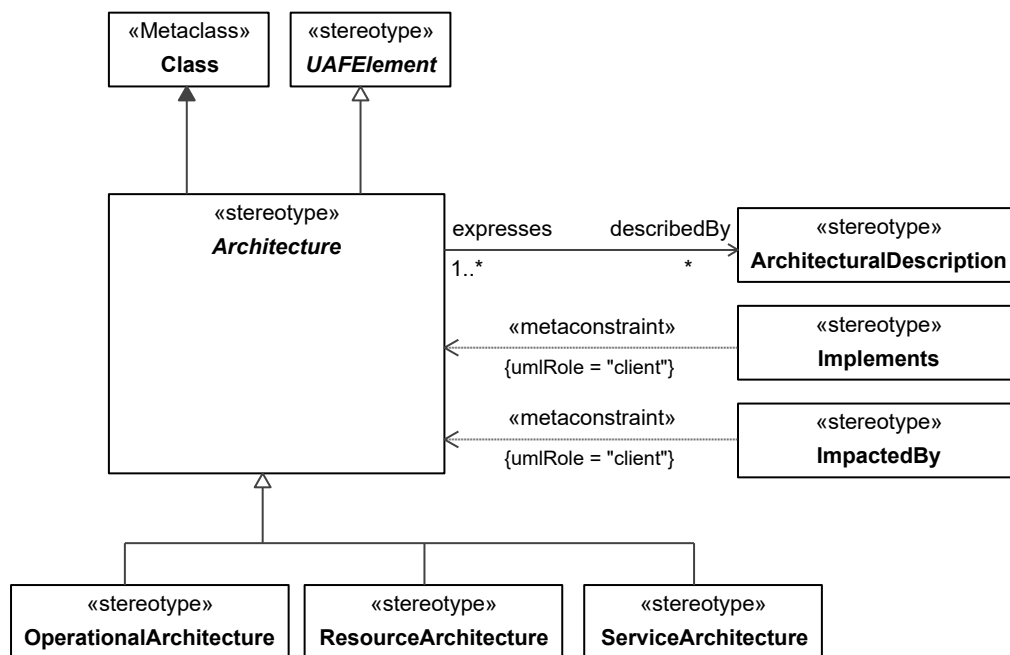 «Metaclass»
Class
«stereotype»
UAFElement
«stereotype»
Architecture
expresses
describedBy
1..*
*
«stereotype»
ArchitecturalDescription
«metaconstraint»
{umlRole = "client"}
«stereotype»
Implements
«metaconstraint»
{umlRole = "client"}
«stereotype»
ImpactedBy
«stereotype»
OperationalArchitecture
«stereotype»
ResourceArchitecture
«stereotype»
ServiceArchitecture